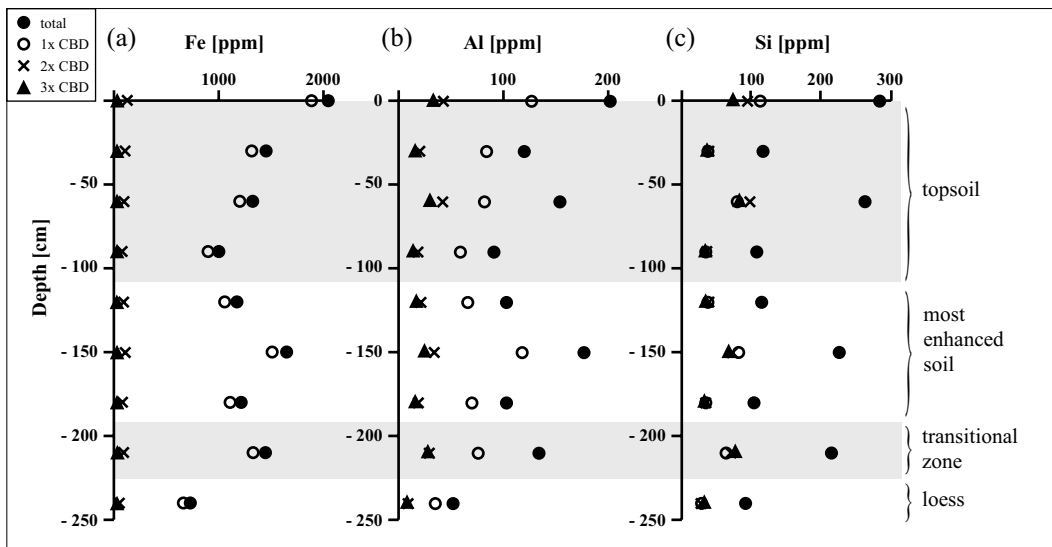 total
1x CBD
2x CBD
3x CBD
(a)
Fe [ppm]
(b)
Al [ppm]
(c)
Si [ppm]
1000
2000
100
200
100
200
300
0
- 50
- 100
- 150
- 200
- 250
Depth [cm]
0
- 50
- 100
- 150
- 200
- 250
0
- 50
- 100
- 150
- 200
- 250
topsoil
most
enhanced
soil
transitional
zone
loess